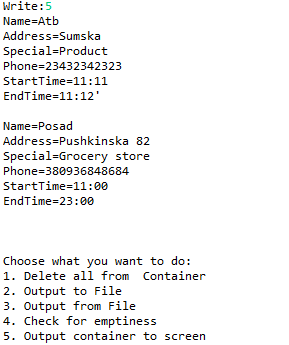 Write:5
Name=Atb
Address=Sumska
Special=Product
Phone=23432342323
StartTime=11:11
EndTime=11:12'
Name=Posad
Address=Pushkinska 82
Special=Grocery store
Phone=380936848684
StartTime=11:00
EndTime=23:00
Choose what you want to do:
1. Delete all from  Container
2. Output to File
3. Output from File
4. Check for emptiness
5. Output container to screen